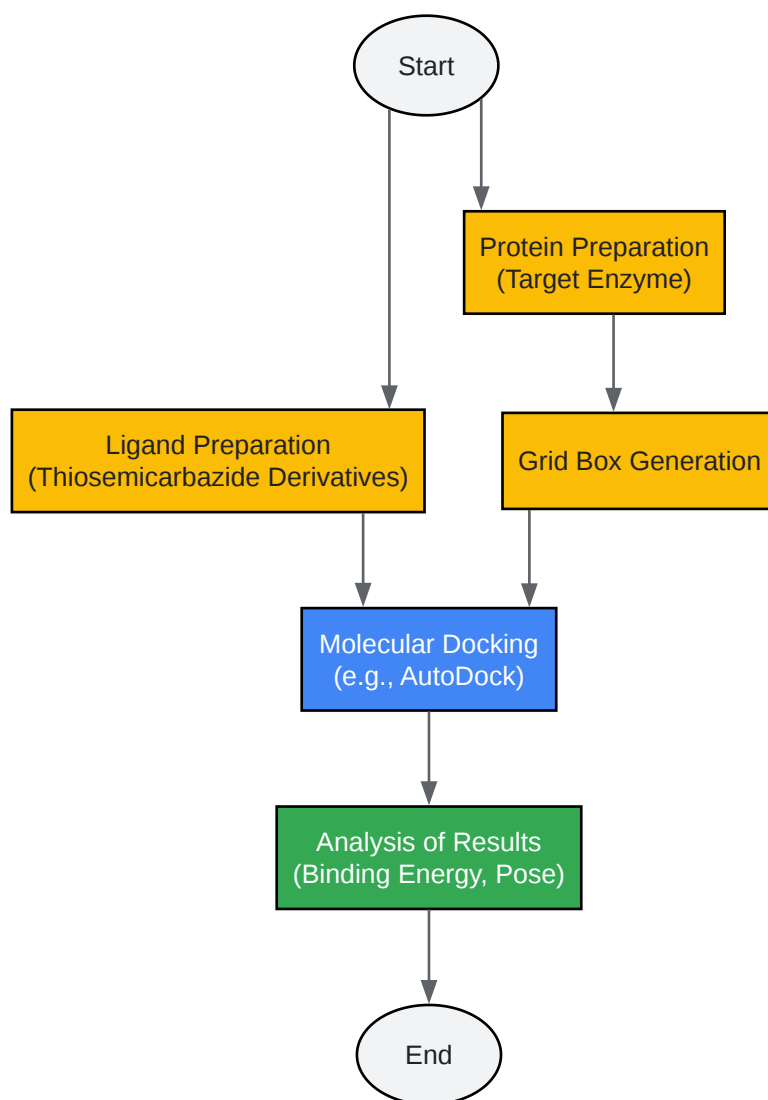 Start
Protein Preparation
(Target Enzyme)
Ligand Preparation
(Thiosemicarbazide Derivatives)
Grid Box Generation
Molecular Docking
(e.g., AutoDock)
Analysis of Results
(Binding Energy, Pose)
End